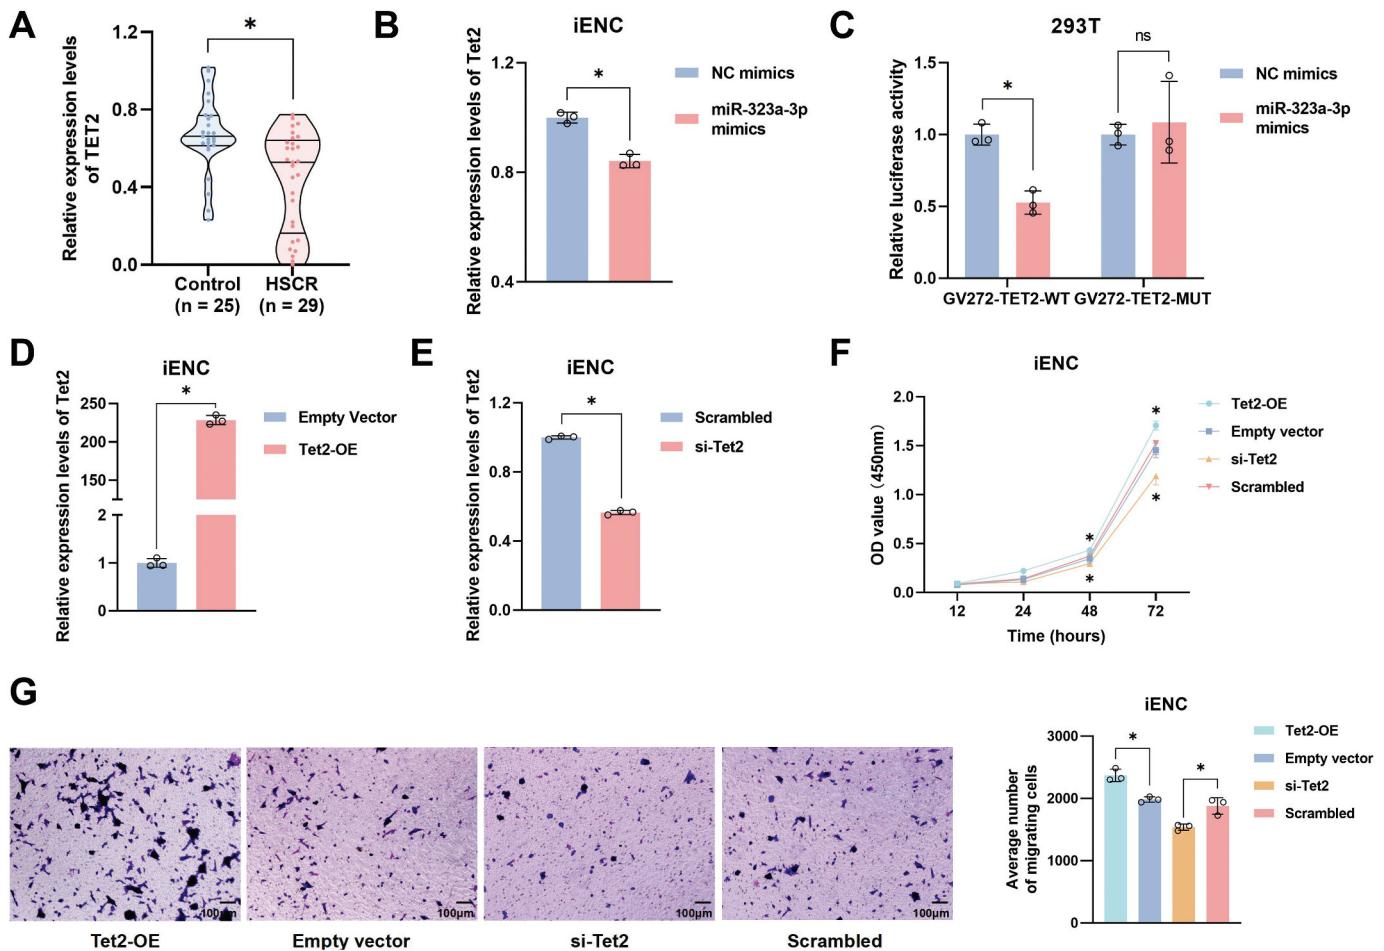 A
Relative expression levels
of TET2
1.2
0.8
0.4
0.0
*
Control
(n = 25)
HSCR
(n = 29)
B
iENC
Relative expression levels of Tet2
1.2
0.8
0.4
*
NC mimics
miR-323a-3p
mimics
C
293T
Relative luciferase activity
1.5
1.0
0.5
0.0
*
ns
GV272-TET2-WT
GV272-TET2-MUT
NC mimics
miR-323a-3p
mimics
D
iENC
Relative expression levels of Tet2
250
200
150
2
1
0
*
Empty Vector
Tet2-OE
E
iENC
Relative expression levels of Tet2
1.2
0.8
0.4
0.0
*
Scrambled
si-Tet2
F
iENC
OD value（450nm）
2.0
1.5
1.0
0.5
0.0
*
*
*
*
12
24
48
72
Time (hours)
Tet2-OE
Empty vector
si-Tet2
Scrambled
G
100μm
100μm
100μm
100μm
Tet2-OE
Empty vector
si-Tet2
Scrambled
iENC
Average number
of migrating cells
3000
2000
1000
0
*
*
Tet2-OE
Empty vector
si-Tet2
Scrambled